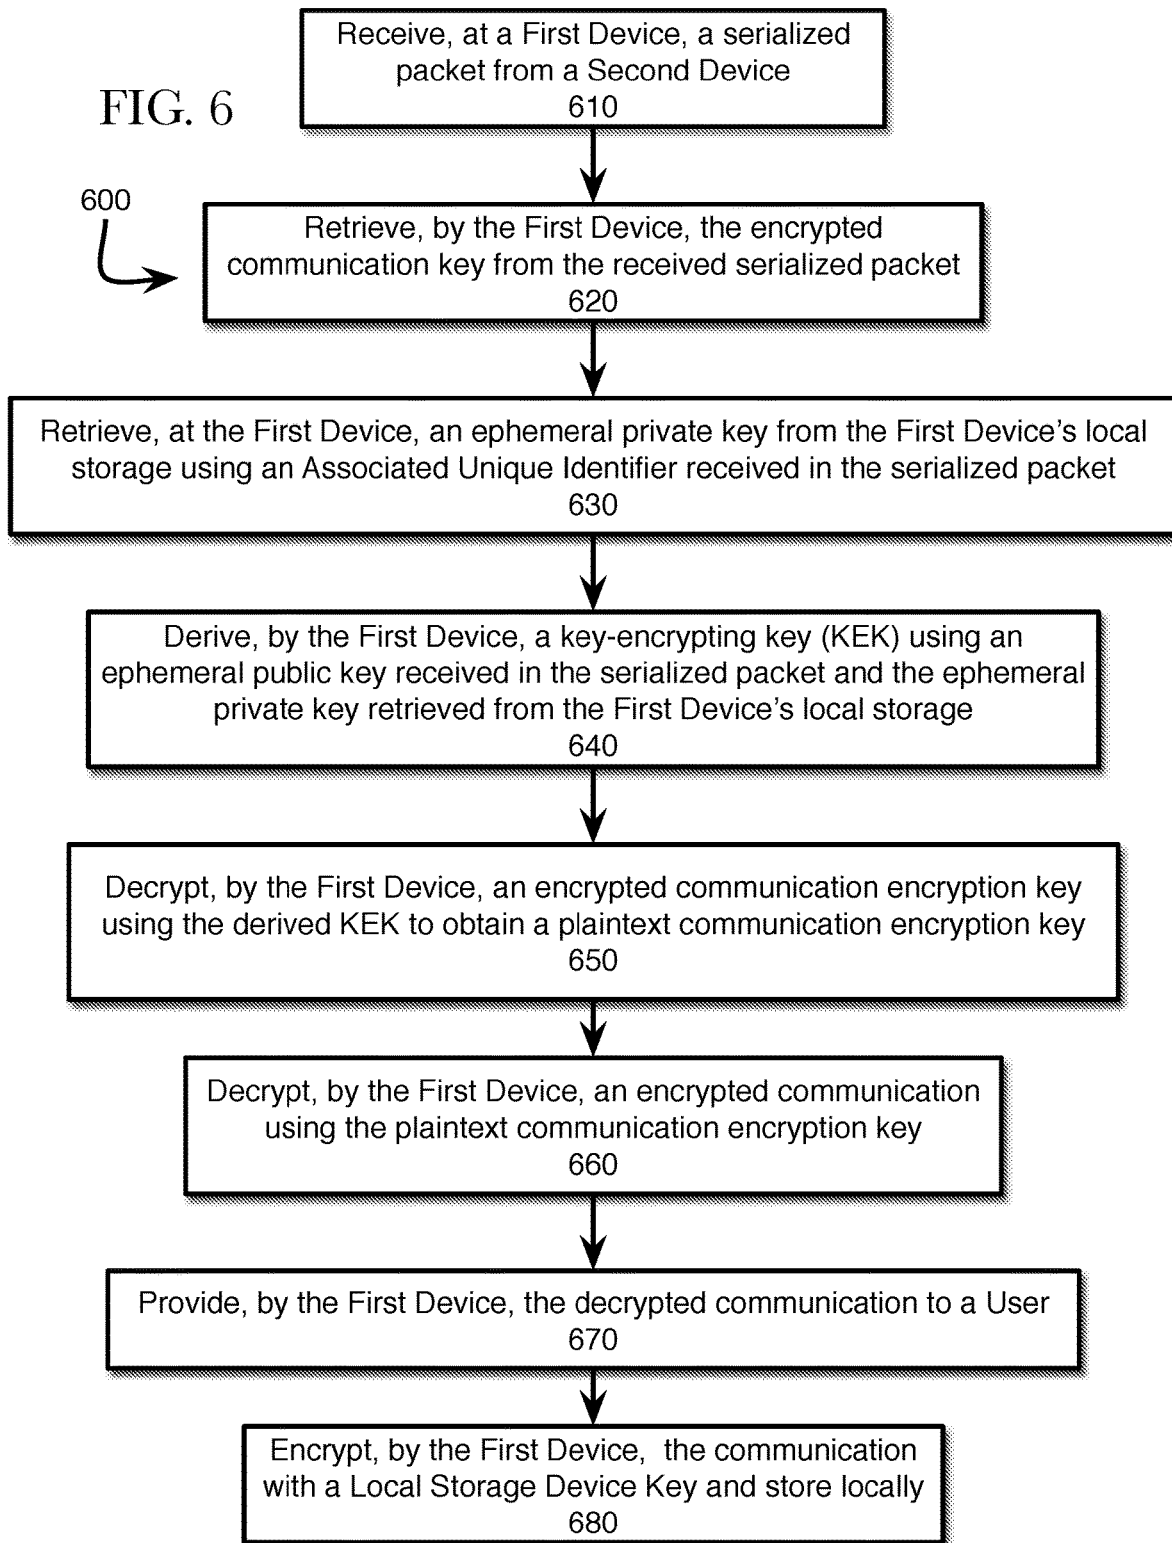 Receive, at a First Device, a serialized
packet from a Second Device
610
FIG. 6
600
Retrieve, by the First Device, the encrypted
communication key from the received serialized packet
620
Retrieve, at the First Device, an ephemeral private key from the First Device’s local
storage using an Associated Unique Identifier received in the serialized packet
630
Derive, by the First Device, a key-encrypting key (KEK) using an
ephemeral public key received in the serialized packet and the ephemeral
private key retrieved from the First Device’s local storage
640
Decrypt, by the First Device, an encrypted communication encryption key
using the derived KEK to obtain a plaintext communication encryption key
650
Decrypt, by the First Device, an encrypted communication
using the plaintext communication encryption key
660
Provide, by the First Device, the decrypted communication to a User
670
Encrypt, by the First Device, the communication
with a Local Storage Device Key and store locally
680